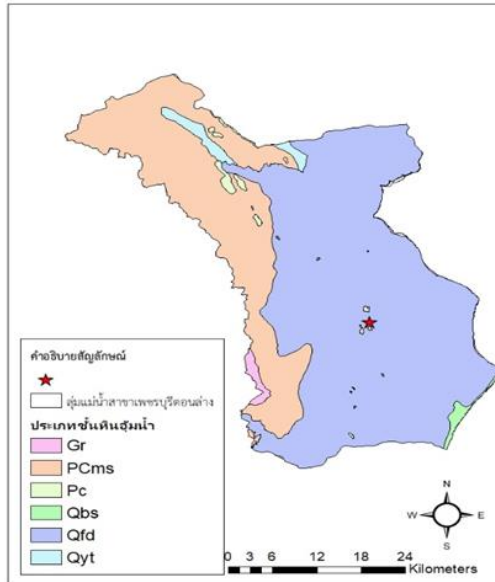 คำอธิบายสัญลักษณ์
ลุ่มแม่น้ำสาขาเพชรบุรีตอนล่าง
ประเภทชั้นหินอุ้มน้ำ
Gr
PCms
Pc
Qbs
Qfd
Qyt
N
W E
S
0 3 6 12 18 24
Kilometers